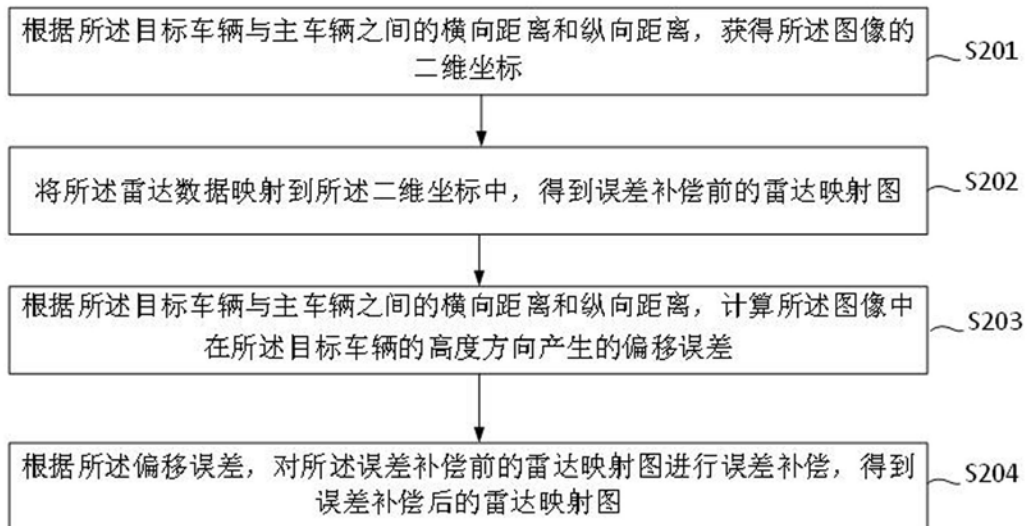 根据所述目标车辆与主车辆之间的横向距离和纵向距离，获得所述图像的
二维坐标
S201
将所述雷达数据映射到所述二维坐标中，得到误差补偿前的雷达映射图
S202
根据所述目标车辆与主车辆之间的横向距离和纵向距离，计算所述图像中
在所述目标车辆的高度方向产生的偏移误差
S203
根据所述偏移误差，对所述误差补偿前的雷达映射图进行误差补偿，得到
误差补偿后的雷达映射图
S204